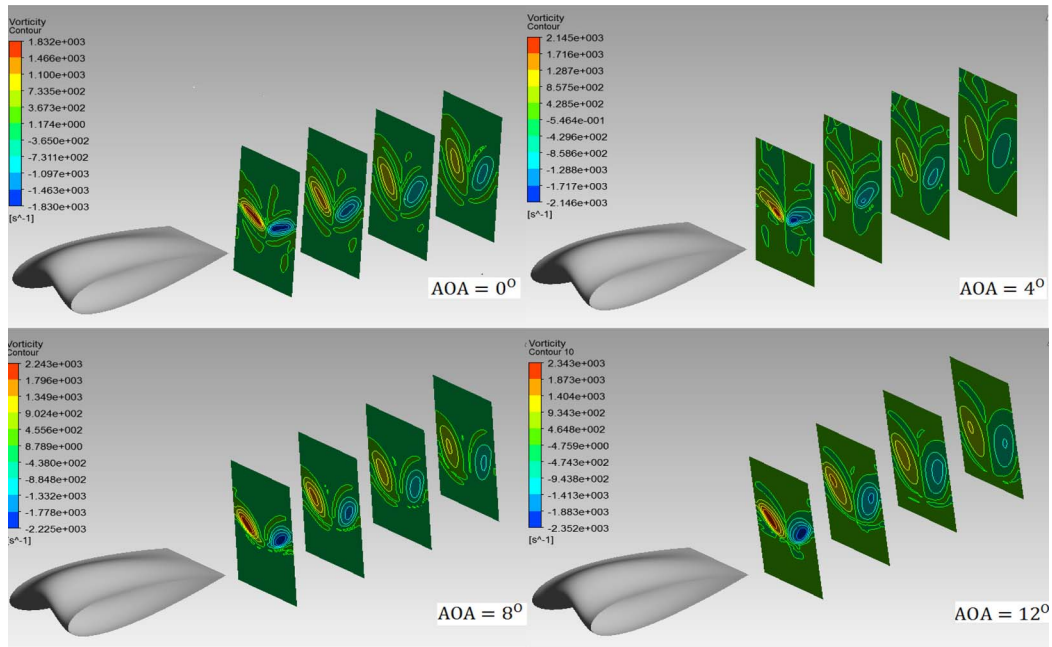 Vorticity
Contour
1.832e+003
1.466e+003
1.100e+003
7.335e+002
3.673e+002
1.174e+000
-3.650e+002
-7.311e+002
-1.097e+003
-1.463e+003
-1.830e+003
[s^-1]
AOA = 0⁰
Vorticity
Contour
2.145e+003
1.716e+003
1.287e+003
8.575e+002
4.285e+002
-5.464e-001
-4.296e+002
-8.586e+002
-1.288e+003
-1.717e+003
-2.146e+003
[s^-1]
AOA = 4⁰
Vorticity
Contour
2.243e+003
1.796e+003
1.349e+003
9.024e+002
4.556e+002
8.789e+000
-4.380e+002
-8.848e+002
-1.332e+003
-1.778e+003
-2.225e+003
[s^-1]
AOA = 8⁰
Vorticity
Contour 10
2.343e+003
1.873e+003
1.404e+003
9.343e+002
4.648e+002
-4.759e+000
-4.743e+002
-9.438e+002
-1.413e+003
-1.883e+003
-2.352e+003
[s^-1]
AOA = 12⁰